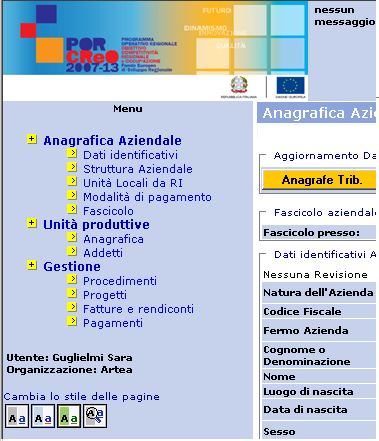 FUTURO
DINAMISMO
INNOVAZIONE
QUALITÀ
POR
CReO
2007-13
PROGRAMMA
OPERATIVO REGIONALE
OBIETTIVO
COMPETITIVITÀ
REGIONALE
e OCCUPAZIONE
Fondo Europeo
di Sviluppo Regionale
REPUBBLICA ITALIANA
UNIONE EUROPEA
nessun
messaggio
Menu
Anagrafica Aziendale
Dati identificativi
Struttura Aziendale
Unità Locali da RI
Modalità di pagamento
Fascicolo
Unità produttive
Anagrafica
Addetti
Gestione
Procedimenti
Progetti
Fatture e rendiconti
Pagamenti
Utente: Guglielmi Sara
Organizzazione: Artea
Cambia lo stile delle pagine
Aa Aa Aa Aa
Anagrafica Azi
Aggiornamento Da
Anagrafe Trib.
Fascicolo aziendale
Fascicolo presso:
Dati identificativi A
Nessuna Revisione
Natura dell'Azienda
Codice Fiscale
Fermo Azienda
Cognome o
Denominazione
Nome
Luogo di nascita
Data di nascita
Sesso